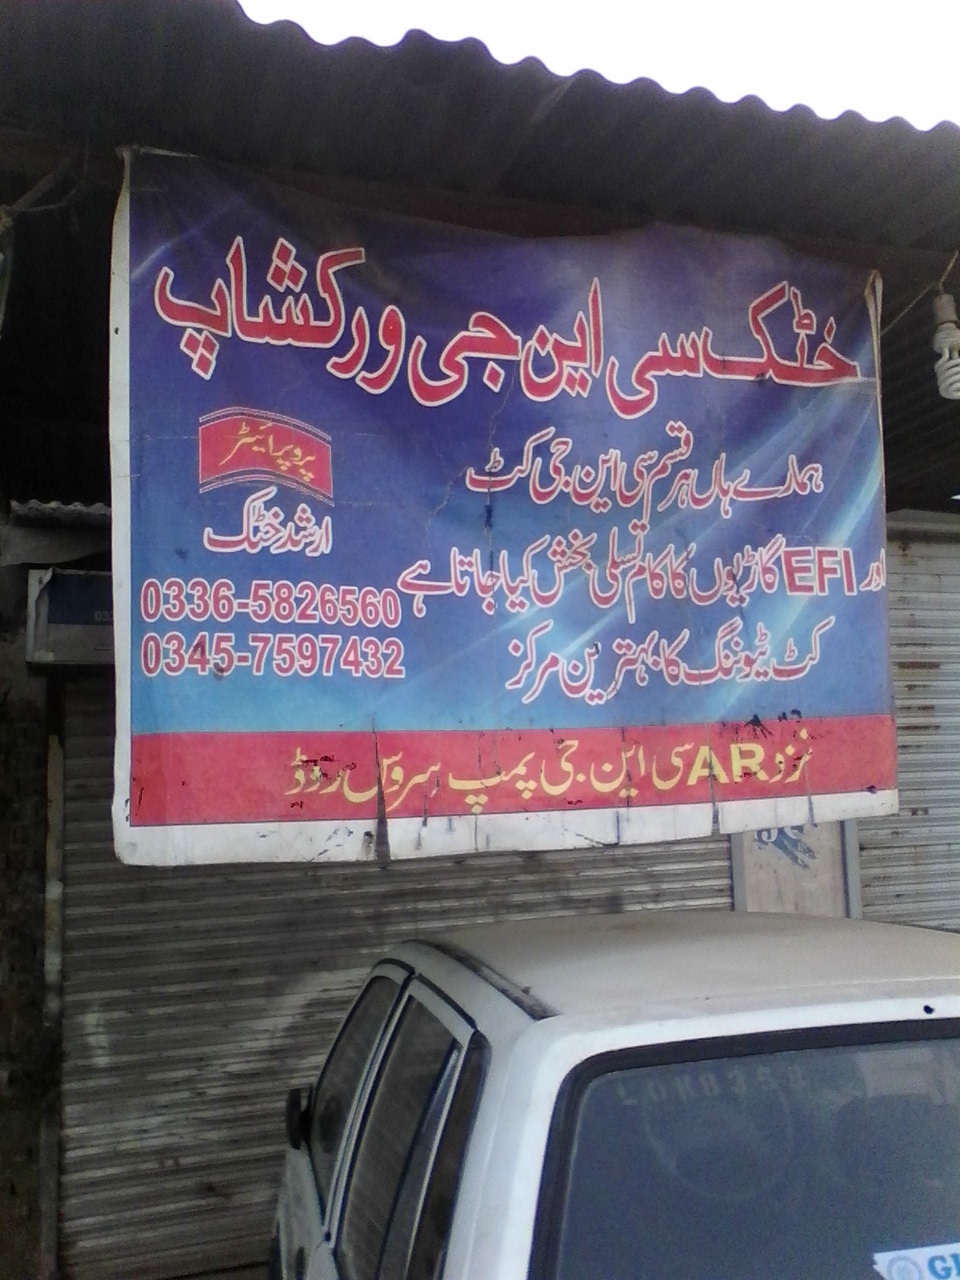 خٹک سی این جی ورکشاپ
ہمارے ہاں ہر قسم سی این جی کٹ
اور EFI گاڑیوں کا کام تسلی بخش کیا جاتا ہے
کٹ ٹیوننگ کا بہترین مرکز
پروپرائیٹر
ارشد خٹک
0336-5826560
0345-7597432
نزد AR سی این جی پمپ سروس روڈ